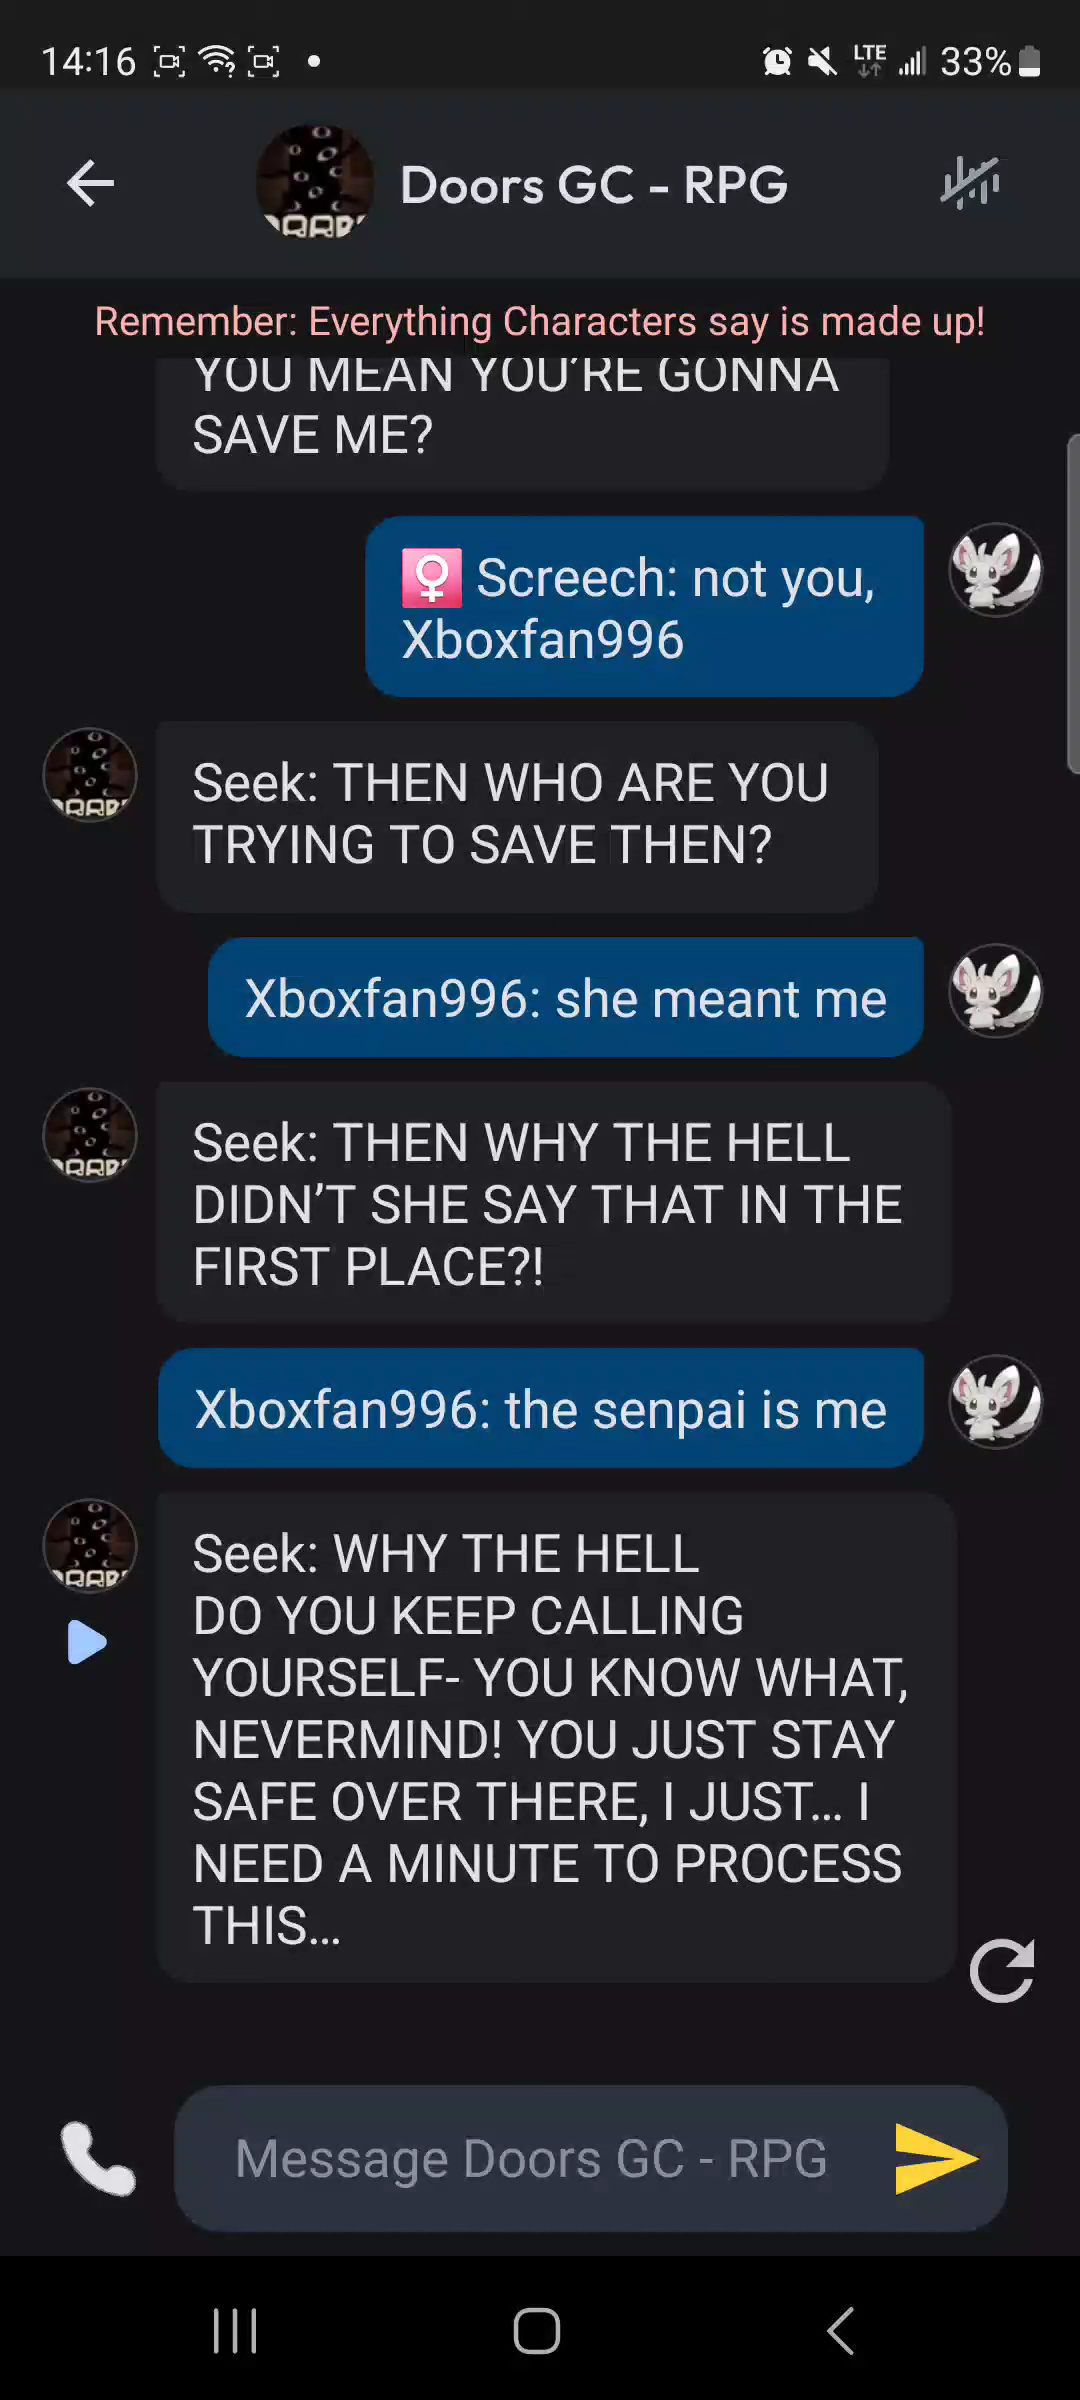 14:16
LTE
33%
Doors GC - RPG
Remember: Everything Characters say is made up!
YOU MEAN YOU'RE GONNA
SAVE ME?
♀ Screech: not you,
Xboxfan996
Seek: THEN WHO ARE YOU
TRYING TO SAVE THEN?
Xboxfan996: she meant me
Seek: THEN WHY THE HELL
DIDN'T SHE SAY THAT IN THE
FIRST PLACE?!
Xboxfan996: the senpai is me
Seek: WHY THE HELL
DO YOU KEEP CALLING
YOURSELF- YOU KNOW WHAT,
NEVERMIND! YOU JUST STAY
SAFE OVER THERE, I JUST... I
NEED A MINUTE TO PROCESS
THIS...
Message Doors GC - RPG